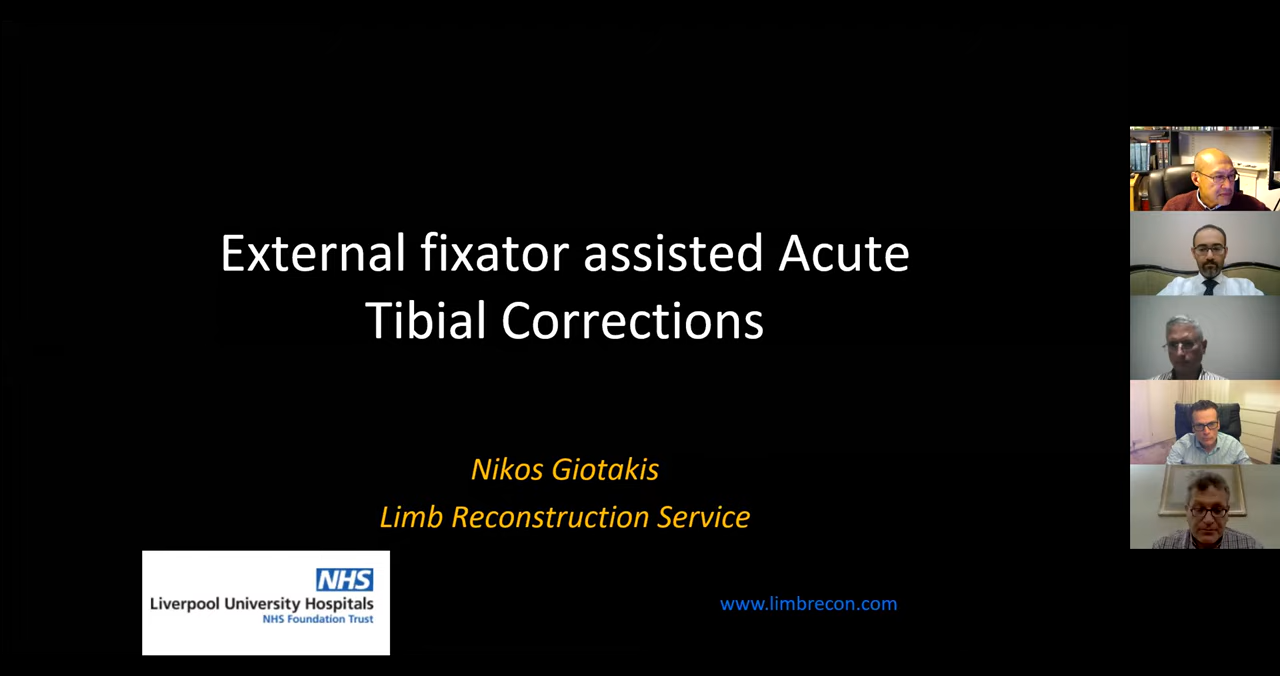 External fixator assisted Acute
Tibial Corrections
Nikos Giotakis
Limb Reconstruction Service
NHS
Liverpool University Hospitals
NHS Foundation Trust
www.limbrecon.com